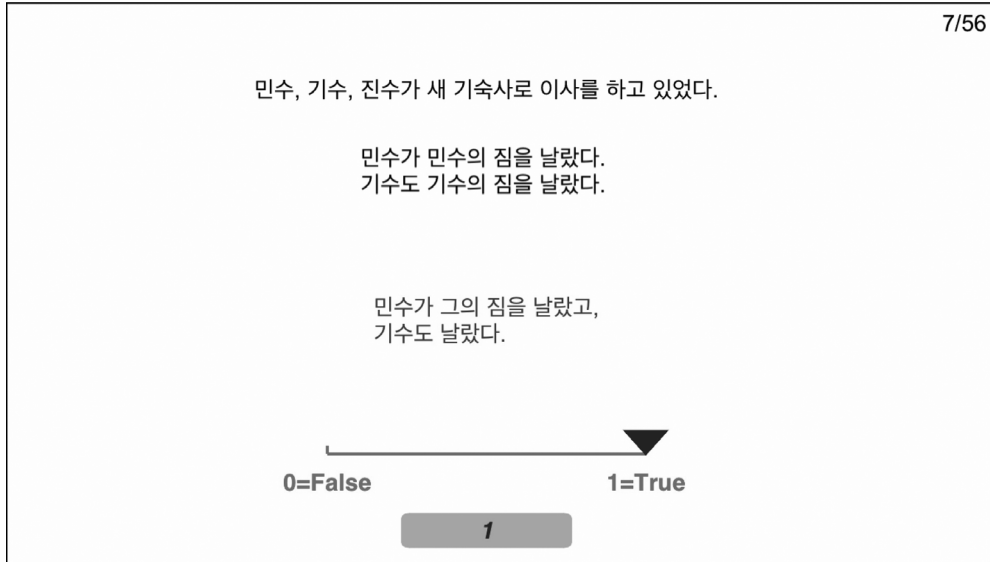 7/56
민수, 기수, 진수가 새 기숙사로 이사를 하고 있었다.
민수가 민수의 짐을 날랐다.
기수도 기수의 짐을 날랐다.
민수가 그의 짐을 날랐고,
기수도 날랐다.
0=False
1=True
1